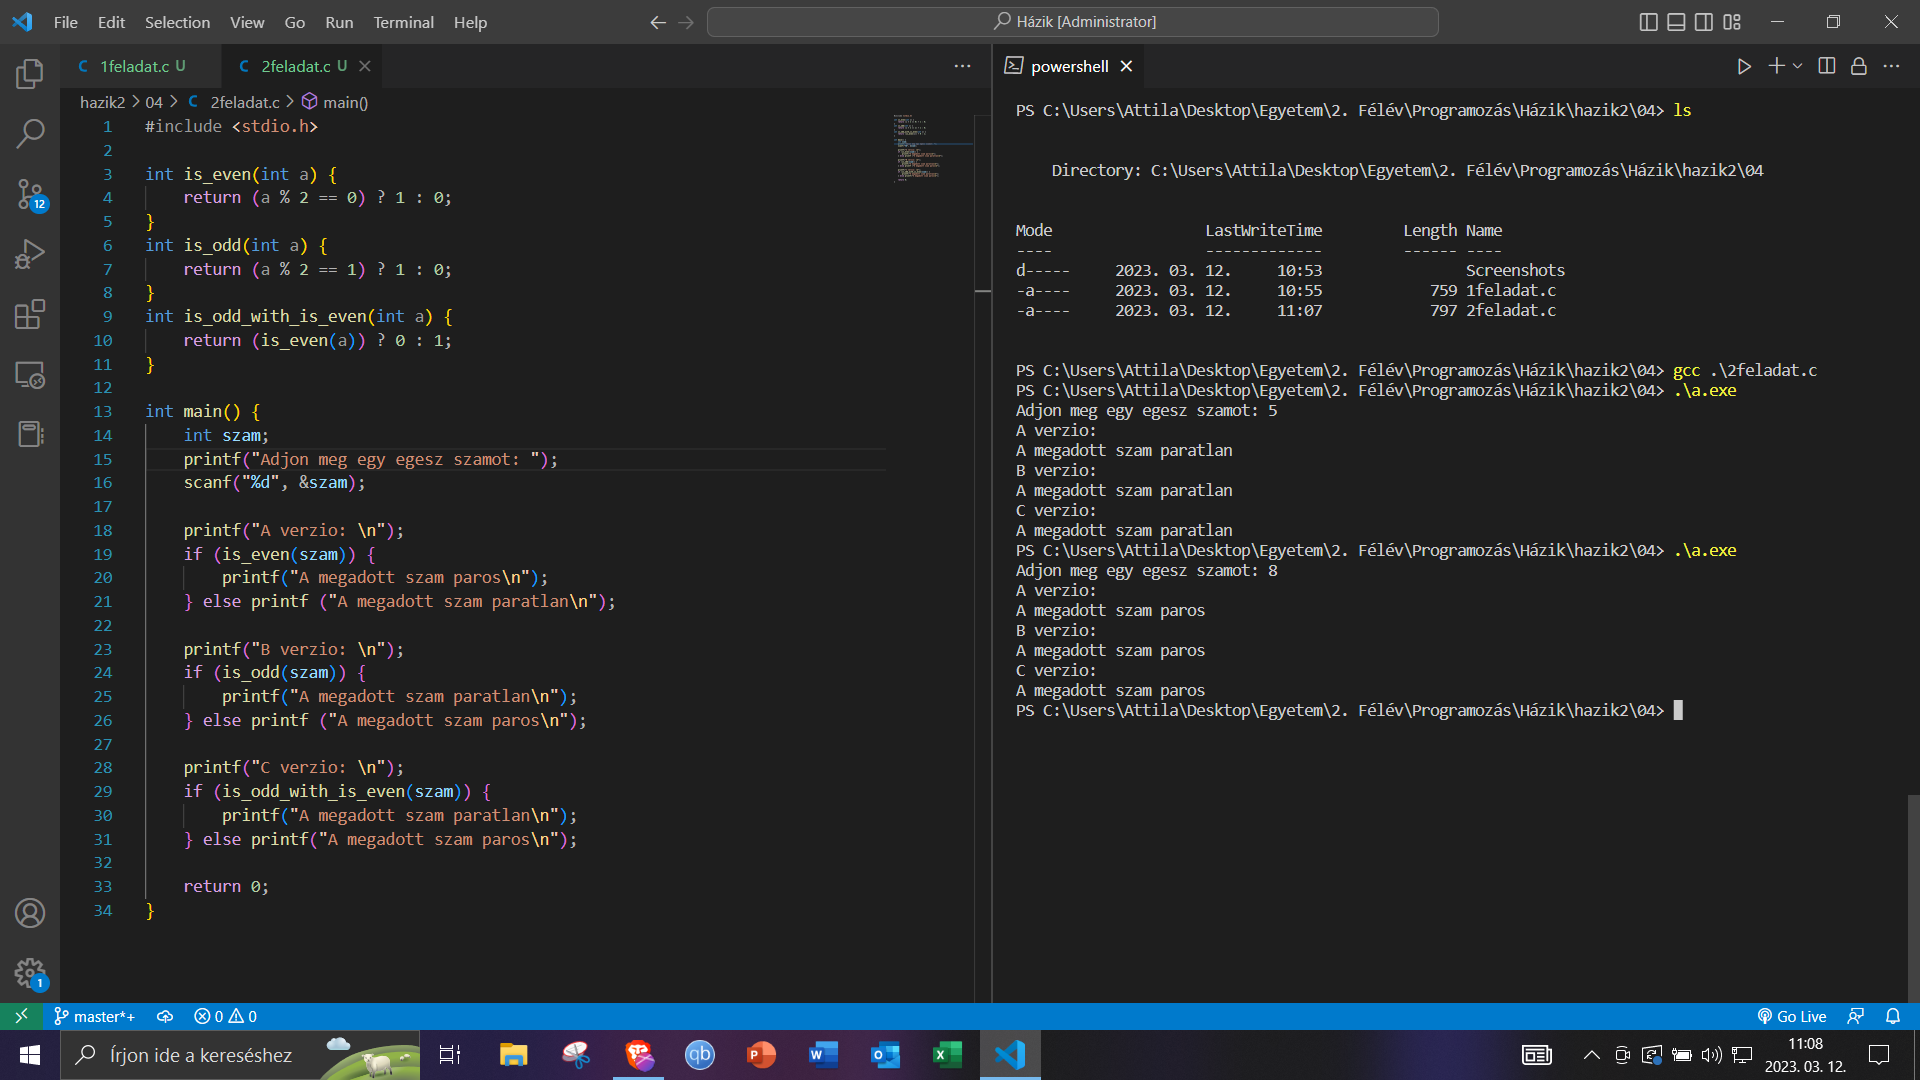 File Edit Selection View Go Run Terminal Help
Házik [Administrator]
1feladat.c U
2feladat.c U
hazik2 > 04 > C 2feladat.c > main()
1 #include <stdio.h>
2
3 int is_even(int a) {
4 return (a % 2 == 0) ? 1 : 0;
5 }
6 int is_odd(int a) {
7 return (a % 2 == 1) ? 1 : 0;
8 }
9 int is_odd_with_is_even(int a) {
10 return (is_even(a)) ? 0 : 1;
11 }
12
13 int main() {
14 int szam;
15 printf("Adjon meg egy egesz szamot: ");
16 scanf("%d", &szam);
17
18 printf("A verzio: \n");
19 if (is_even(szam)) {
20 printf("A megadott szam paros\n");
21 } else printf ("A megadott szam paratlan\n");
22
23 printf("B verzio: \n");
24 if (is_odd(szam)) {
25 printf("A megadott szam paratlan\n");
26 } else printf ("A megadott szam paros\n");
27
28 printf("C verzio: \n");
29 if (is_odd_with_is_even(szam)) {
30 printf("A megadott szam paratlan\n");
31 } else printf("A megadott szam paros\n");
32
33 return 0;
34 }
powershell
PS C:\Users\Attila\Desktop\Egyetem\2. Félév\Programozás\Házik\hazik2\04> ls
Directory: C:\Users\Attila\Desktop\Egyetem\2. Félév\Programozás\Házik\hazik2\04
Mode LastWriteTime Length Name
---- ------------- ------ ----
d----- 2023. 03. 12. 10:53 Screenshots
-a---- 2023. 03. 12. 10:55 759 1feladat.c
-a---- 2023. 03. 12. 11:07 797 2feladat.c
PS C:\Users\Attila\Desktop\Egyetem\2. Félév\Programozás\Házik\hazik2\04> gcc .\2feladat.c
PS C:\Users\Attila\Desktop\Egyetem\2. Félév\Programozás\Házik\hazik2\04> .\a.exe
Adjon meg egy egesz szamot: 5
A verzio:
A megadott szam paratlan
B verzio:
A megadott szam paratlan
C verzio:
A megadott szam paratlan
PS C:\Users\Attila\Desktop\Egyetem\2. Félév\Programozás\Házik\hazik2\04> .\a.exe
Adjon meg egy egesz szamot: 8
A verzio:
A megadott szam paros
B verzio:
A megadott szam paros
C verzio:
A megadott szam paros
PS C:\Users\Attila\Desktop\Egyetem\2. Félév\Programozás\Házik\hazik2\04>
12
1
master*+ 0 0 Go Live
Írjon ide a kereséshez
qb P W O X
11:08
2023. 03. 12.